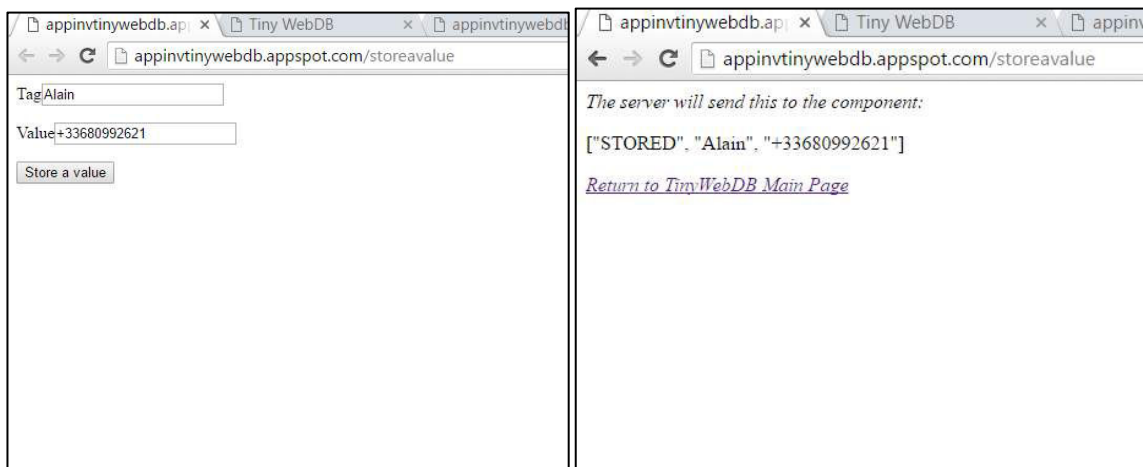 appinvtinywebdb.ap
Tiny WebDB
appinvtinywebdb
appinvtinywebdb.appspot.com/storeavalue
Tag Alain
Value +33680992621
Store a value
appinvtinywebdb.ap
Tiny WebDB
appinv
appinvtinywebdb.appspot.com/storeavalue
The server will send this to the component:
["STORED", "Alain", "+33680992621"]
Return to TinyWebDB Main Page